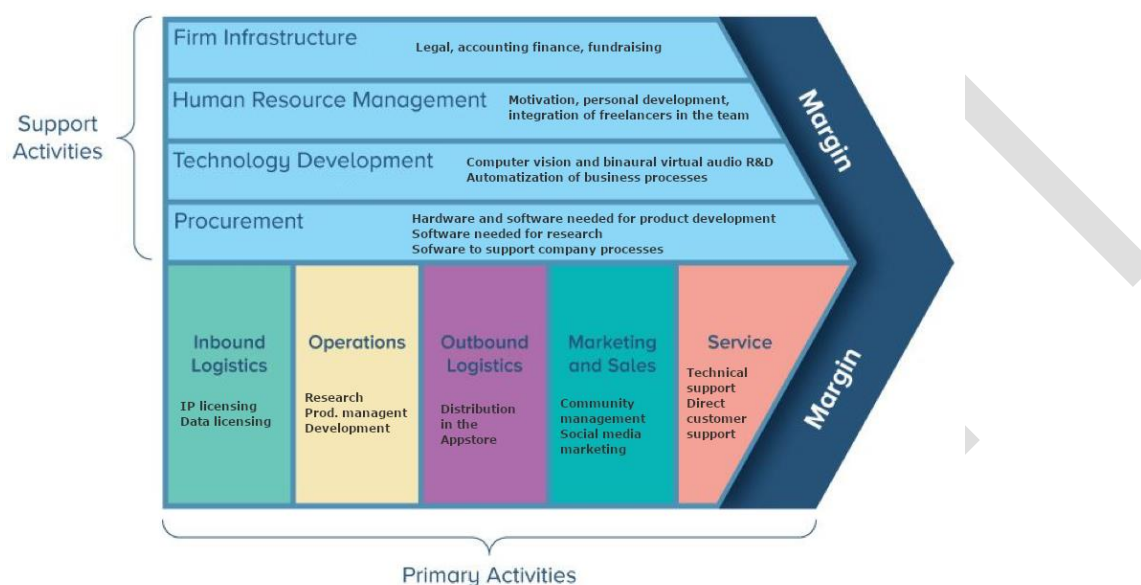 Firm Infrastructure
Legal, accounting finance, fundraising
Human Resource Management
Motivation, personal development,
integration of freelancers in the team
Support
Activities
Technology Development
Computer vision and binaural virtual audio R&D
Automatization of business processes
Procurement
Hardware and software needed for product development
Software needed for research
Sofware to support company processes
Margin
Margin
Inbound
Logistics
IP licensing
Data licensing
Operations
Research
Prod. managent
Development
Outbound
Logistics
Distribution
in the
Appstore
Marketing
and Sales
Community
management
Social media
marketing
Service
Technical
support
Direct
customer
support
Primary Activities